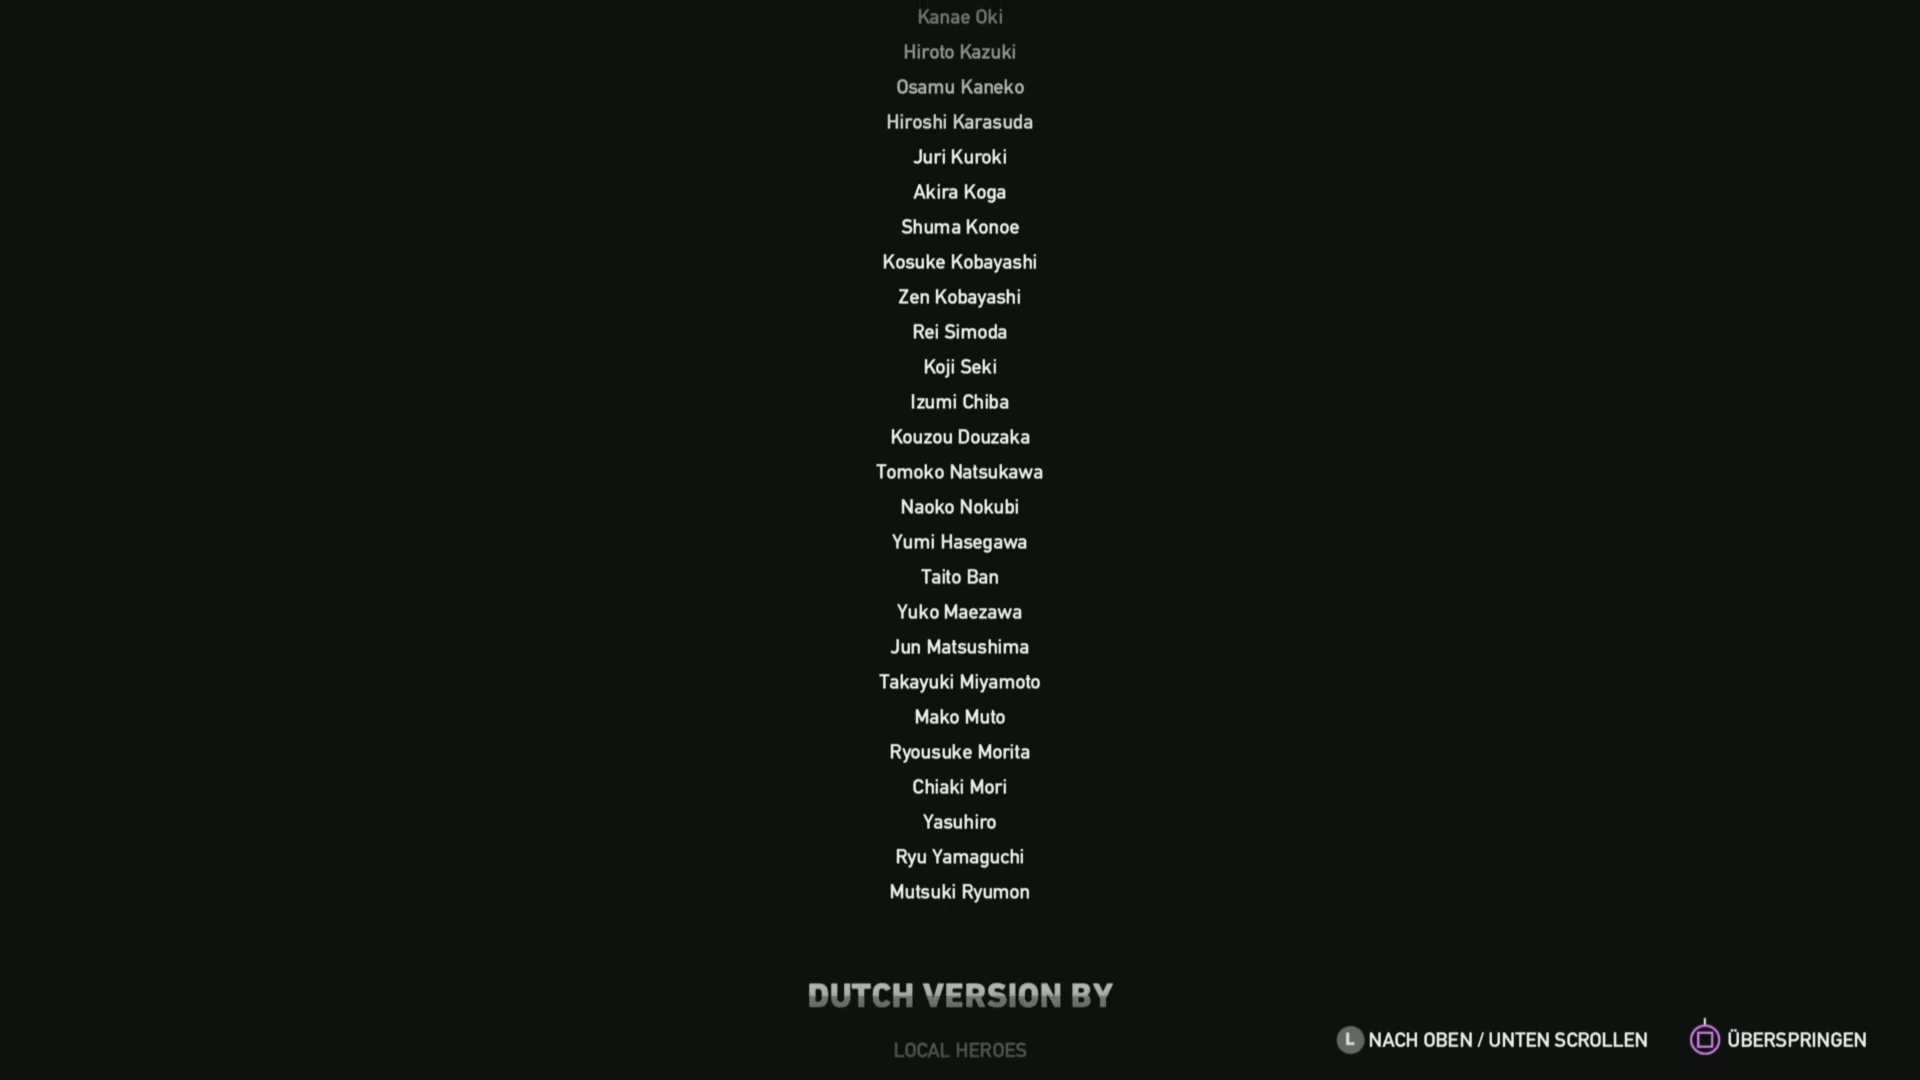 Kanae Oki
Hiroto Kazuki
Osamu Kaneko
Hiroshi Karasuda
Juri Kuroki
Akira Koga
Shuma Konoe
Kosuke Kobayashi
Zen Kobayashi
Rei Simoda
Koji Seki
Izumi Chiba
Kouzou Douzaka
Tomoko Natsukawa
Naoko Nokubi
Yumi Hasegawa
Taito Ban
Yuko Maezawa
Jun Matsushima
Takayuki Miyamoto
Mako Muto
Ryousuke Morita
Chiaki Mori
Yasuhiro
Ryu Yamaguchi
Mutsuki Ryumon
DUTCH VERSION BY
LOCAL HEROES
L NACH OBEN / UNTEN SCROLLEN
ÜBERSPRINGEN